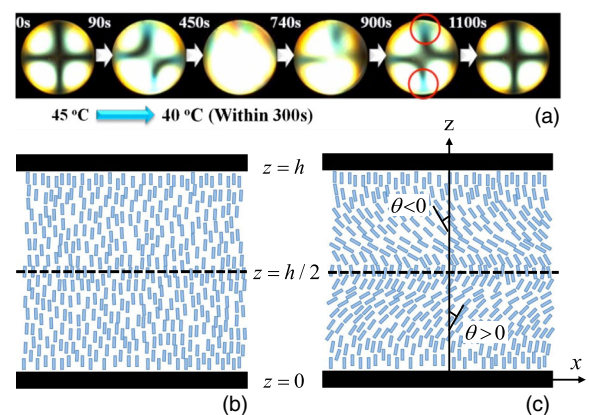 0s 90s 450s 740s 900s 1100s
45 °C 40 °C (Within 300s) (a)
z
z = h
θ<0
z = h / 2
θ>0
z = 0 x
(b) (c)